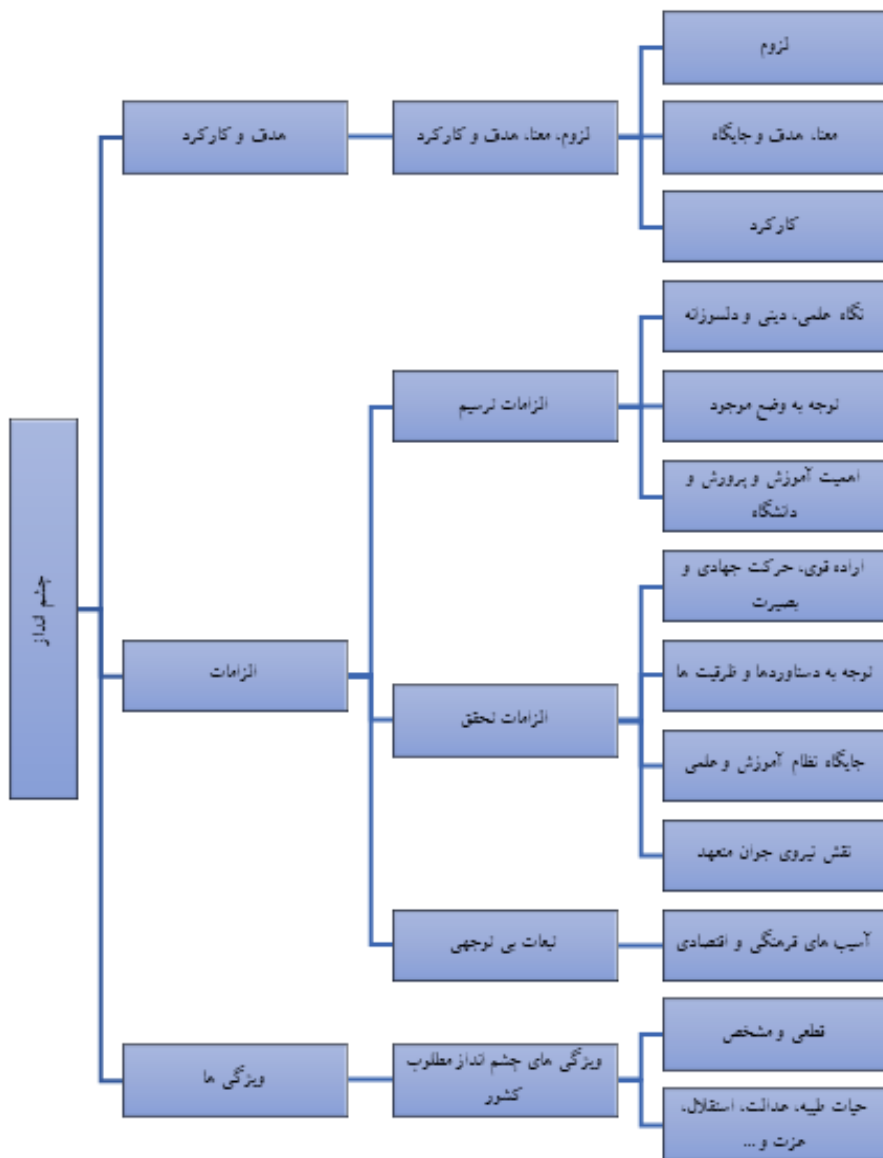 چشم انداز
هدف و کارکرد
لزوم، معنا، هدف و کارکرد
لزوم
معنا، هدف و جایگاه
کارکرد
الزامات
الزامات ترسیم
نگاه علمی، دینی و دلسوزانه
توجه به وضع موجود
اهمیت آموزش و پرورش و
دانشگاه
الزامات تحقق
اراده قوی، حرکت جهادی و
بصیرت
توجه به دستاوردها و ظرفیت ها
جایگاه نظام آموزش و علمی
نقش نیروی جوان متعهد
تبعات بی توجهی
آسیب های فرهنگی و اقتصادی
ویژگی ها
ویژگی های چشم انداز مطلوب
کشور
قطعی و مشخص
حیات طیبه، عدالت، استقلال،
عزت و ...